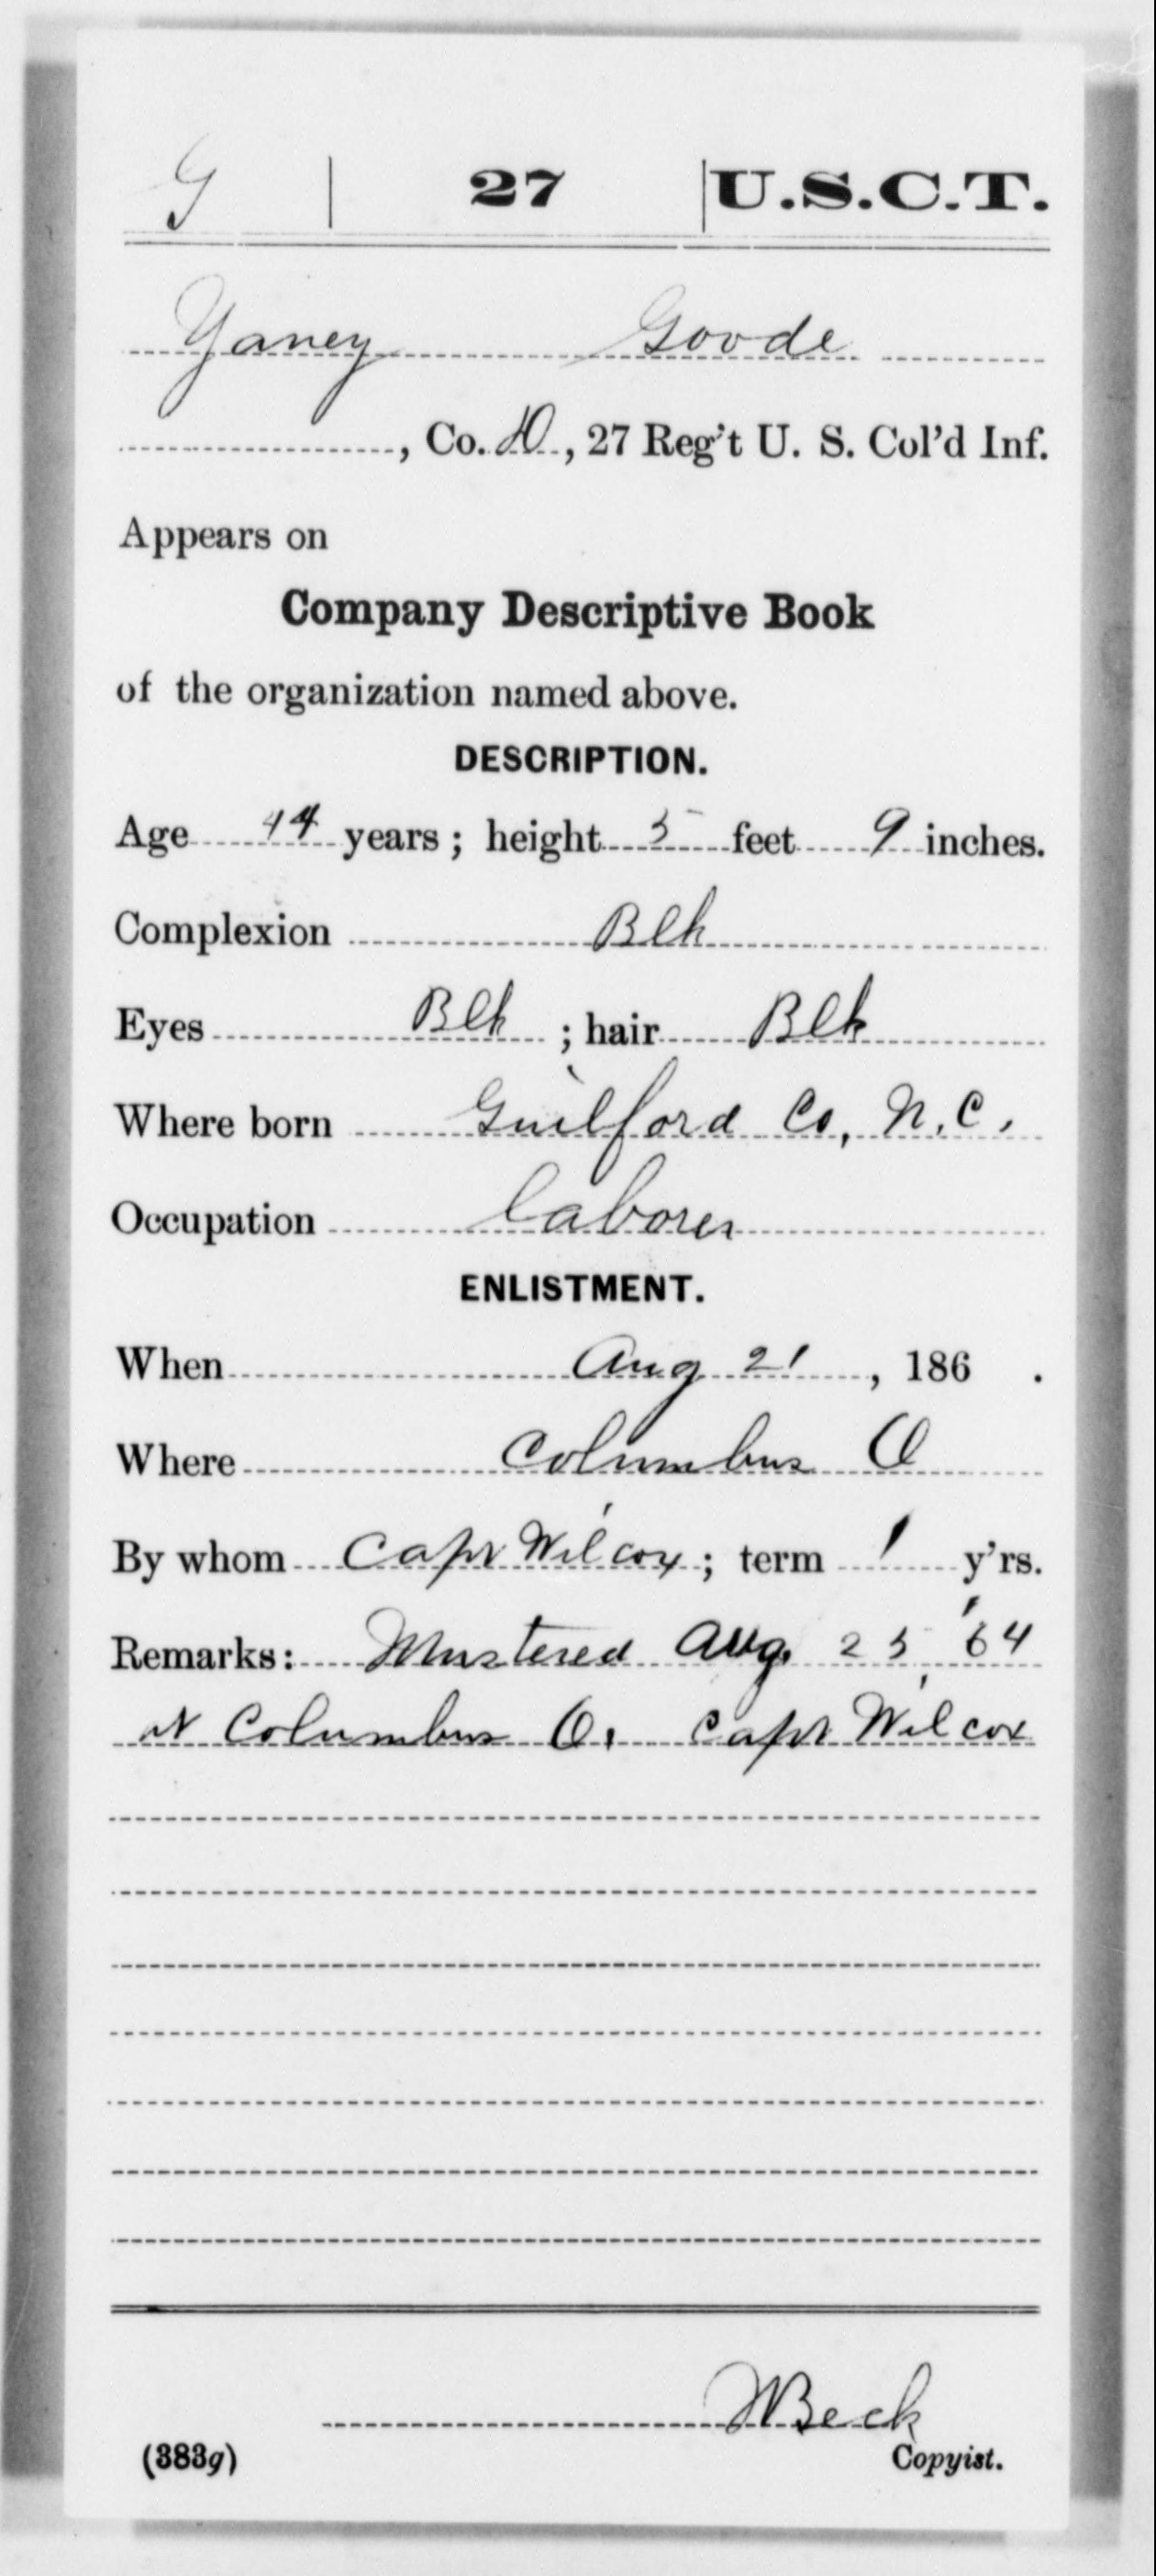 G | 27 | U.S.C.T.
Yancy Goode
, Co. D, 27 Reg't U. S. Col'd Inf.
Appears on
Company Descriptive Book
of the organization named above.
DESCRIPTION.
Age 44 years; height 5 feet 9 inches.
Complexion Blk
Eyes Blk ; hair Blk
Where born Guilford Co, N.C.
Occupation Laborer
ENLISTMENT.
When Aug 21, 186 .
Where Columbus O
By whom Capt Wilcox; term 1 y'rs.
Remarks: Mustered Aug. 25, '64
at Columbus O. Capt Wilcox
WBeck
(383g) Copyist.